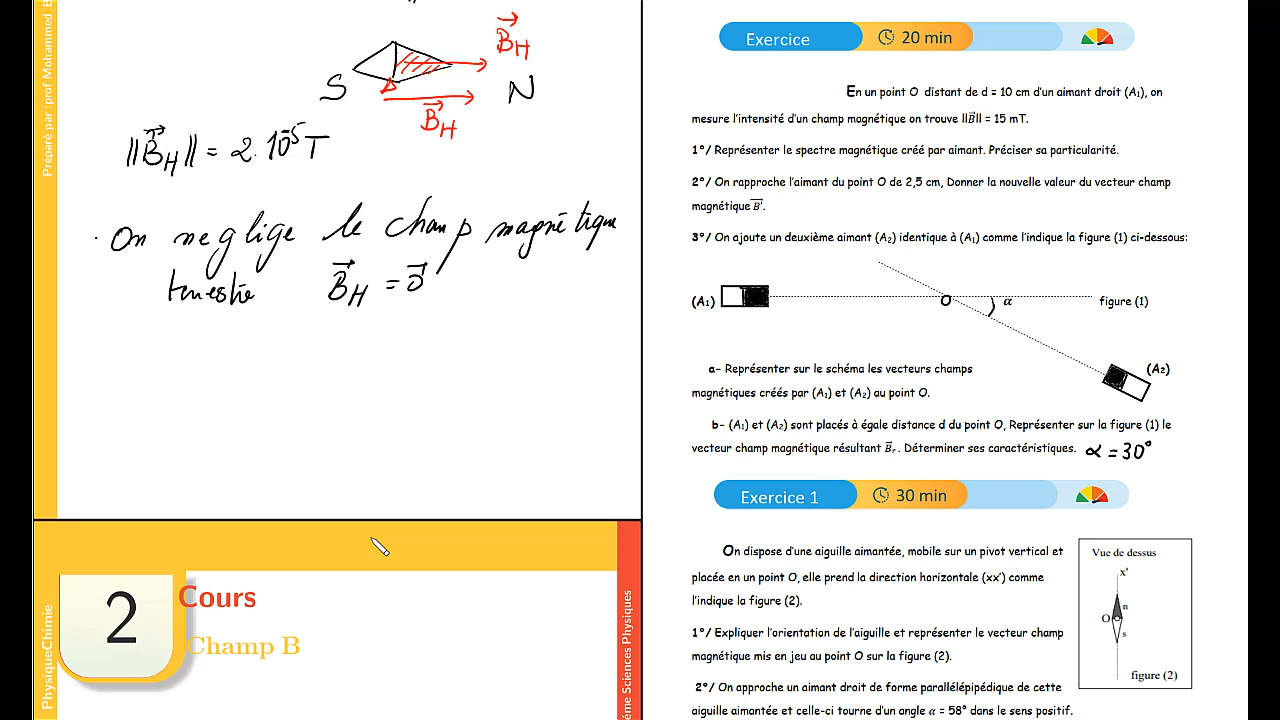 Préparé par :prof Mohammed B
B⃗H
S
N
B⃗H
||B⃗H|| = 2.10⁻⁵T
. On neglige le champ magnétique
terrestre B⃗H = 0⃗
2
Cours
Champ B
PhysiqueChimie
éme Sciences Physiques
Exercice
20 min
En un point O distant de d = 10 cm d'un aimant droit (A₁), on
mesure l'intensité d'un champ magnétique on trouve ||B⃗|| = 15 mT.
1°/ Représenter le spectre magnétique créé par aimant. Préciser sa particularité.
2°/ On rapproche l'aimant du point O de 2,5 cm, Donner la nouvelle valeur du vecteur champ
magnétique B⃗'.
3°/ On ajoute un deuxième aimant (A₂) identique à (A₁) comme l'indique la figure (1) ci-dessous:
(A₁)
O
α
figure (1)
(A₂)
a- Représenter sur le schéma les vecteurs champs
magnétiques créés par (A₁) et (A₂) au point O.
b- (A₁) et (A₂) sont placés à égale distance d du point O, Représenter sur la figure (1) le
vecteur champ magnétique résultant B⃗r. Déterminer ses caractéristiques. α = 30°
Exercice 1
30 min
On dispose d'une aiguille aimantée, mobile sur un pivot vertical et
placée en un point O, elle prend la direction horizontale (xx') comme
l'indique la figure (2).
1°/ Expliquer l'orientation de l'aiguille et représenter le vecteur champ
magnétique mis en jeu au point O sur la figure (2).
2°/ On approche un aimant droit de forme parallélépipédique de cette
aiguille aimantée et celle-ci tourne d'un angle α = 58° dans le sens positif.
Vue de dessus
x'
n
O
s
figure (2)